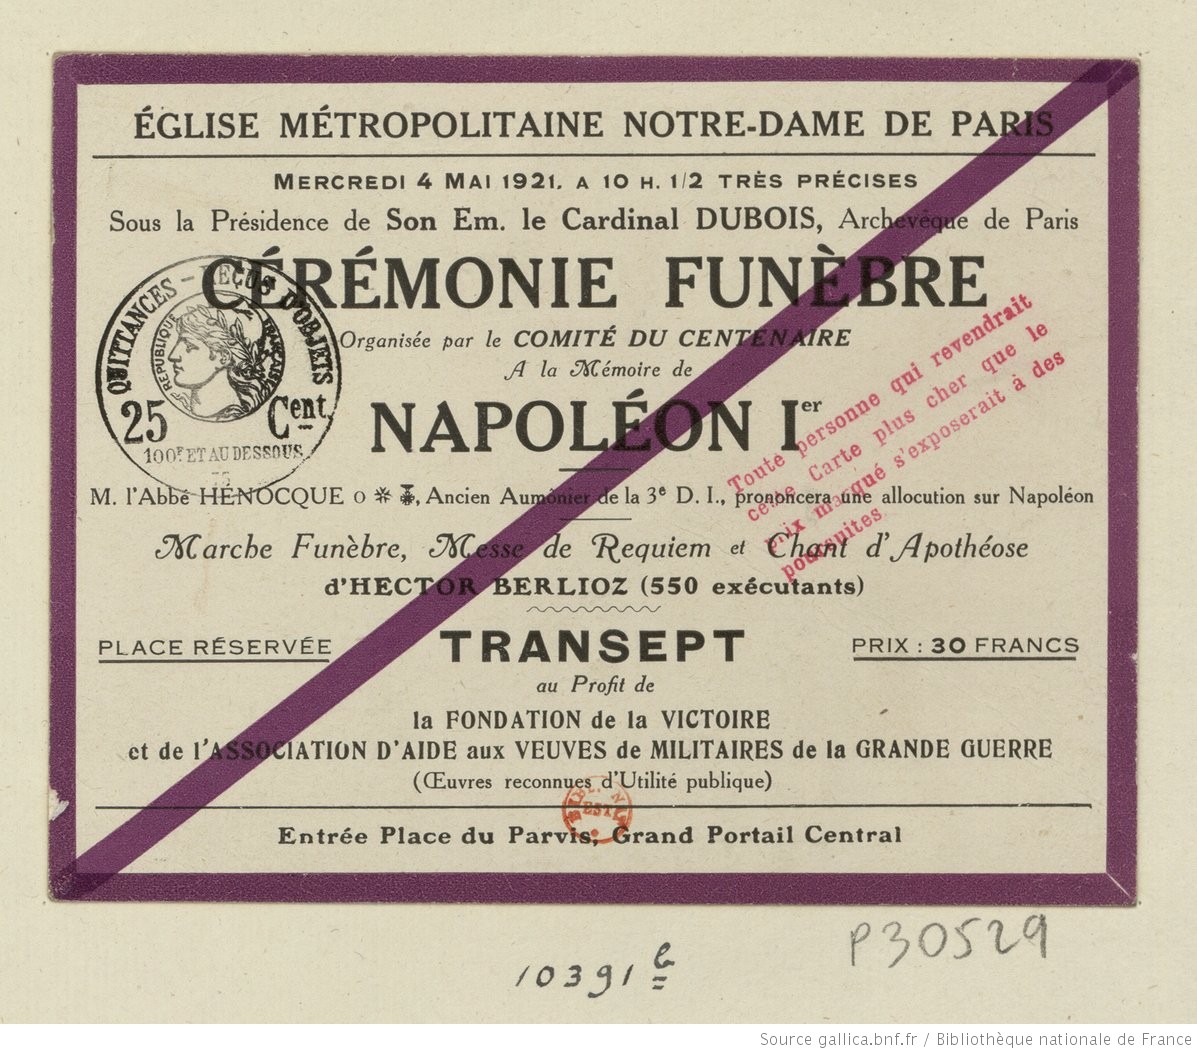 ÉGLISE MÉTROPOLITAINE NOTRE-DAME DE PARIS
MERCREDI 4 MAI 1921, A 10 H. 1/2 TRÈS PRÉCISES
Sous la Présidence de Son Em. le Cardinal DUBOIS, Archevêque de Paris
CÉRÉMONIE FUNÈBRE
Organisée par le COMITÉ DU CENTENAIRE
A la Mémoire de
NAPOLÉON Ier
M. l'Abbé HÉNOCQUE O, Ancien Aumônier de la 3e D. I., prononcera une allocution sur Napoléon
Marche Funèbre, Messe de Requiem et Chant d'Apothéose
d'HECTOR BERLIOZ (550 exécutants)
PLACE RÉSERVÉE
TRANSEPT
PRIX : 30 FRANCS
au Profit de
la FONDATION de la VICTOIRE
et de l'ASSOCIATION D'AIDE aux VEUVES de MILITAIRES de la GRANDE GUERRE
(Œuvres reconnues d'Utilité publique)
Entrée Place du Parvis, Grand Portail Central
QUITTANCES - REÇUS D'OBJETS
RÉPUBLIQUE FRANÇAISE
25 Cent.
100F ET AU DESSOUS
Toute personne qui revendrait
cette Carte plus cher que le
prix marqué s'exposerait à des
poursuites
EST.
P30529
10391 b
Source gallica.bnf.fr / Bibliothèque nationale de France